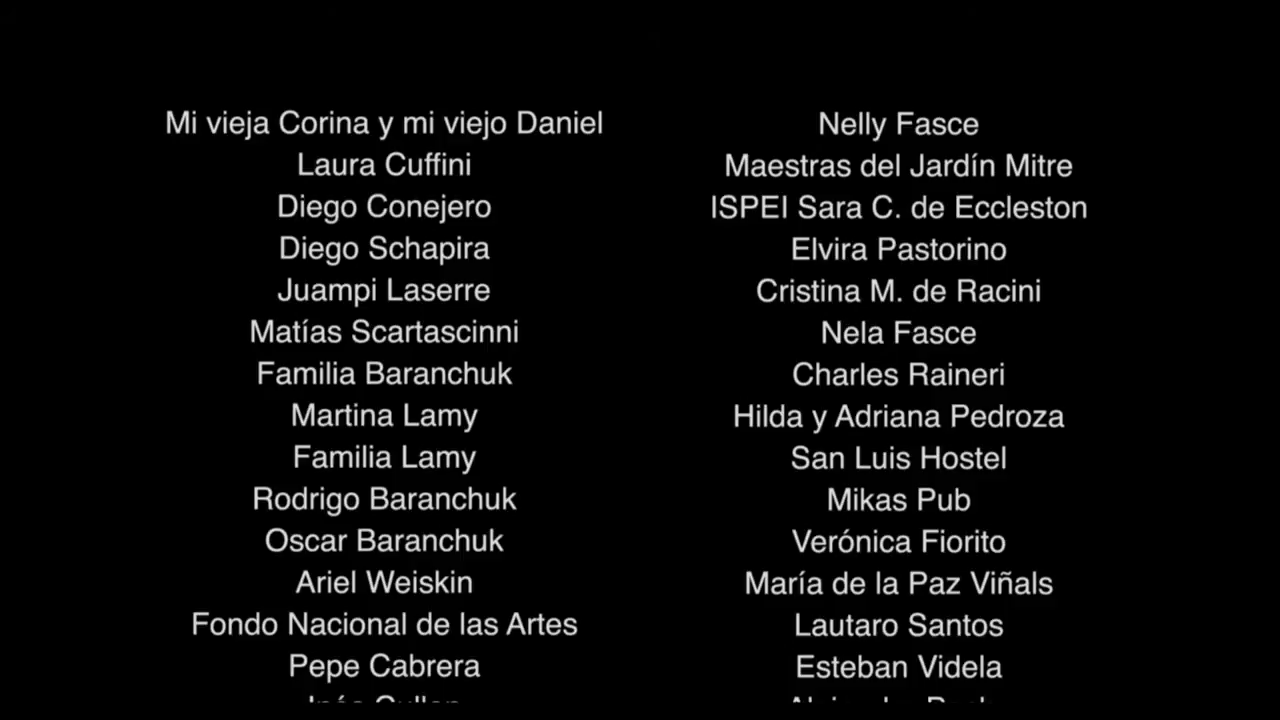 Mi vieja Corina y mi viejo Daniel
Laura Cuffini
Diego Conejero
Diego Schapira
Juampi Laserre
Matías Scartascinni
Familia Baranchuk
Martina Lamy
Familia Lamy
Rodrigo Baranchuk
Oscar Baranchuk
Ariel Weiskin
Fondo Nacional de las Artes
Pepe Cabrera
Nelly Fasce
Maestras del Jardín Mitre
ISPEI Sara C. de Eccleston
Elvira Pastorino
Cristina M. de Racini
Nela Fasce
Charles Raineri
Hilda y Adriana Pedroza
San Luis Hostel
Mikas Pub
Verónica Fiorito
María de la Paz Viñals
Lautaro Santos
Esteban Videla